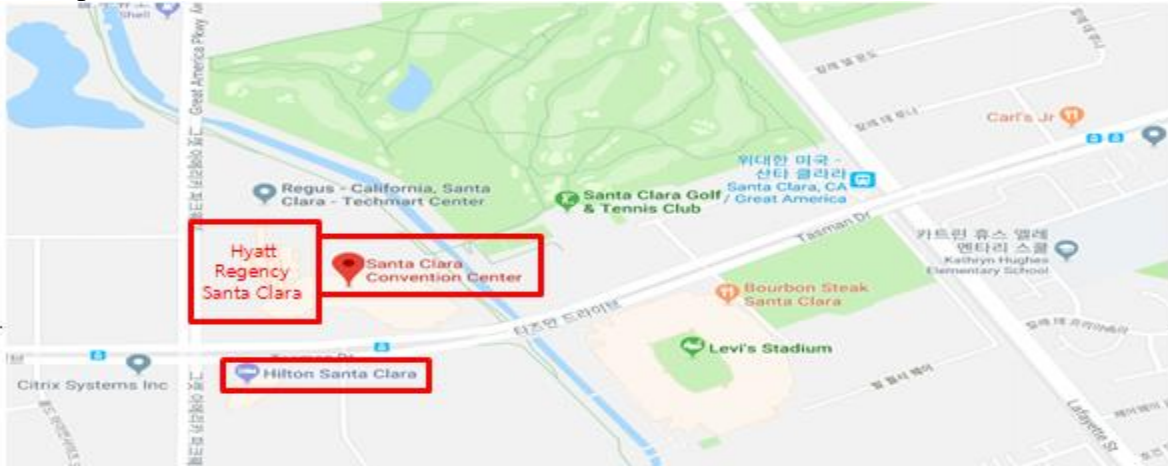 Shell
Great America Pkwy
Carl's Jr
위대한 미국 -
산타 클라라
Santa Clara, CA
/ Great America
Regus - California, Santa
Clara - Techmart Center
Santa Clara Golf
& Tennis Club
Tasman Dr
카트린 휴스 엘레
멘타리 스쿨
Kathryn Hughes
Elementary School
Hyatt
Regency
Santa Clara
Santa Clara
Convention Center
Bourbon Steak
Santa Clara
타즈만 드라이브
Levi's Stadium
Tasman Dr
Citrix Systems Inc
Hilton Santa Clara
Lafayette St